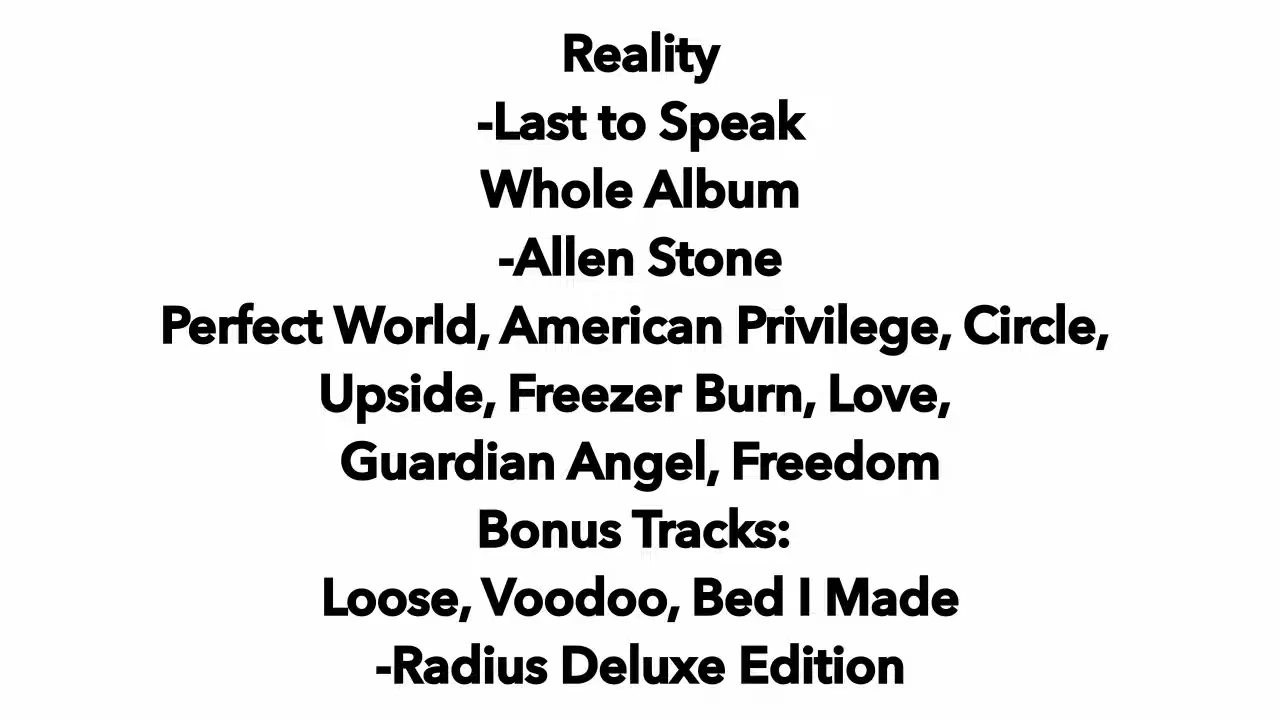 Reality
-Last to Speak
Whole Album
-Allen Stone
Perfect World, American Privilege, Circle,
Upside, Freezer Burn, Love,
Guardian Angel, Freedom
Bonus Tracks:
Loose, Voodoo, Bed I Made
-Radius Deluxe Edition